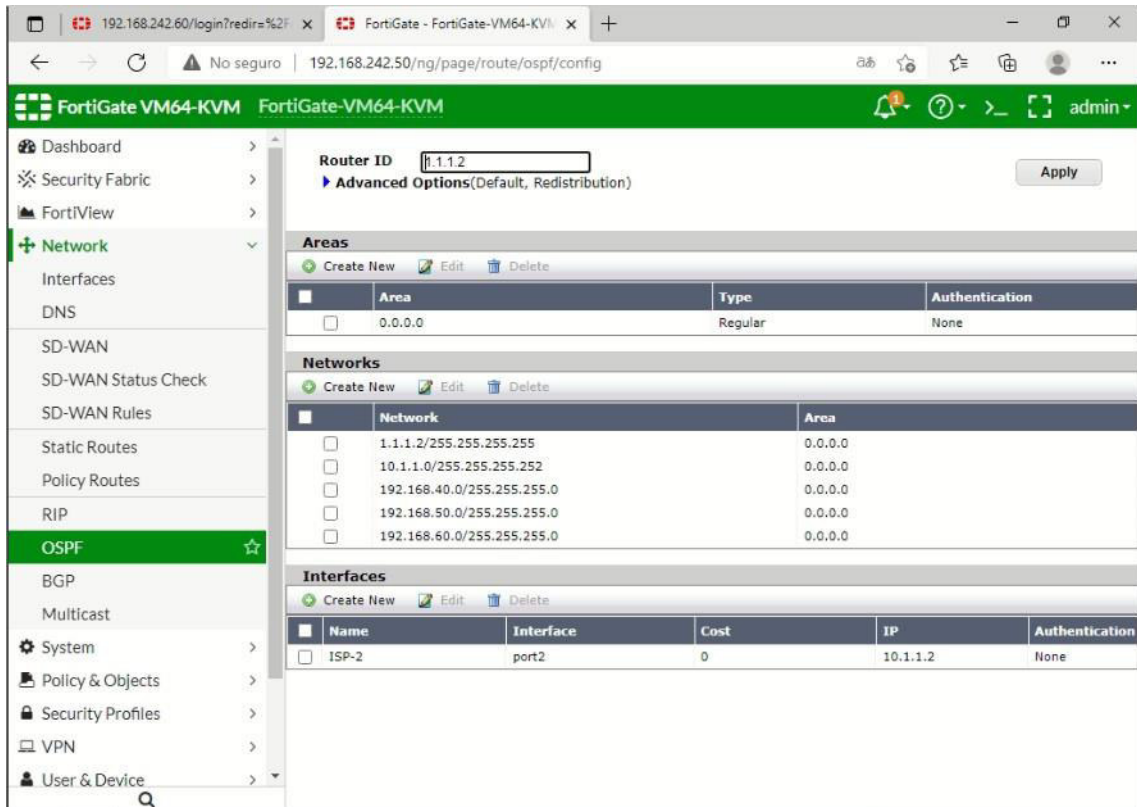 192.168.242.60/login?redir=%2F
FortiGate - FortiGate-VM64-KVM
No seguro
192.168.242.50/ng/page/route/ospf/config
FortiGate VM64-KVM
FortiGate-VM64-KVM
1
admin
Dashboard
Security Fabric
FortiView
Network
Interfaces
DNS
SD-WAN
SD-WAN Status Check
SD-WAN Rules
Static Routes
Policy Routes
RIP
OSPF
BGP
Multicast
System
Policy & Objects
Security Profiles
VPN
User & Device
Router ID 1.1.1.2
Advanced Options(Default, Redistribution)
Apply
Areas
Create New Edit Delete
Area Type Authentication
0.0.0.0 Regular None
Networks
Create New Edit Delete
Network Area
1.1.1.2/255.255.255.255 0.0.0.0
10.1.1.0/255.255.255.252 0.0.0.0
192.168.40.0/255.255.255.0 0.0.0.0
192.168.50.0/255.255.255.0 0.0.0.0
192.168.60.0/255.255.255.0 0.0.0.0
Interfaces
Create New Edit Delete
Name Interface Cost IP Authentication
ISP-2 port2 0 10.1.1.2 None